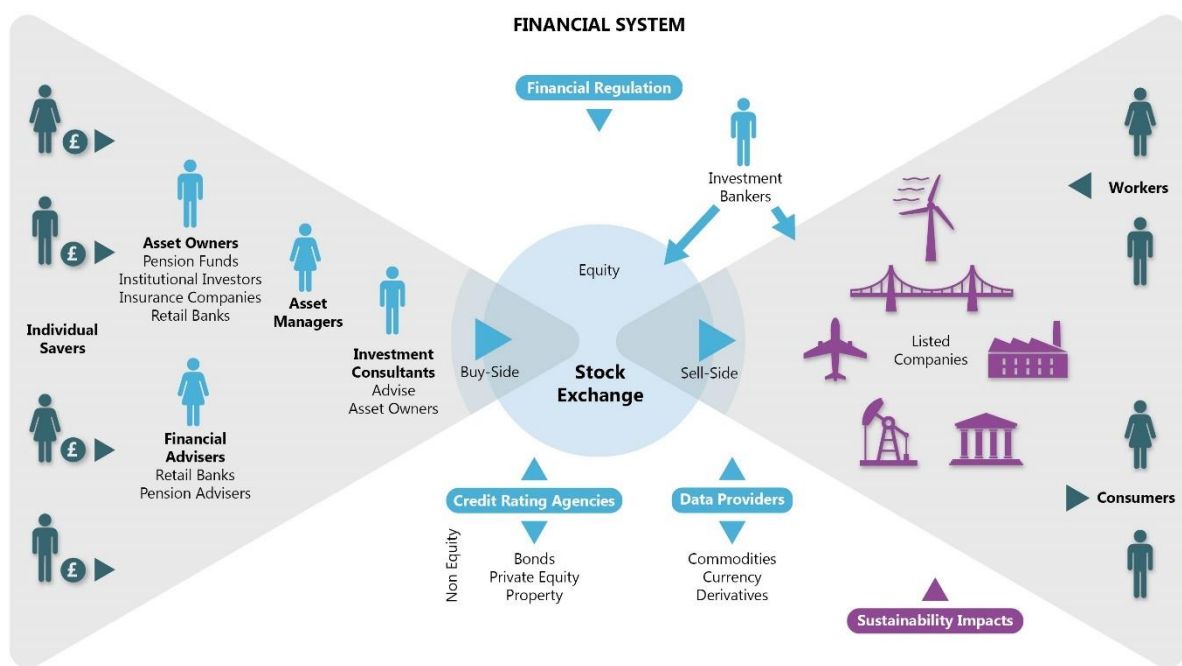 FINANCIAL SYSTEM
Financial Regulation
Investment
Bankers
£
£
£
£
Individual
Savers
Asset Owners
Pension Funds
Institutional Investors
Insurance Companies
Retail Banks
Financial
Advisers
Retail Banks
Pension Advisers
Asset
Managers
Investment
Consultants
Advise
Asset Owners
Buy-Side
Equity
Stock
Exchange
Sell-Side
Listed
Companies
Workers
Consumers
Credit Rating Agencies
Data Providers
Non Equity
Bonds
Private Equity
Property
Commodities
Currency
Derivatives
Sustainability Impacts